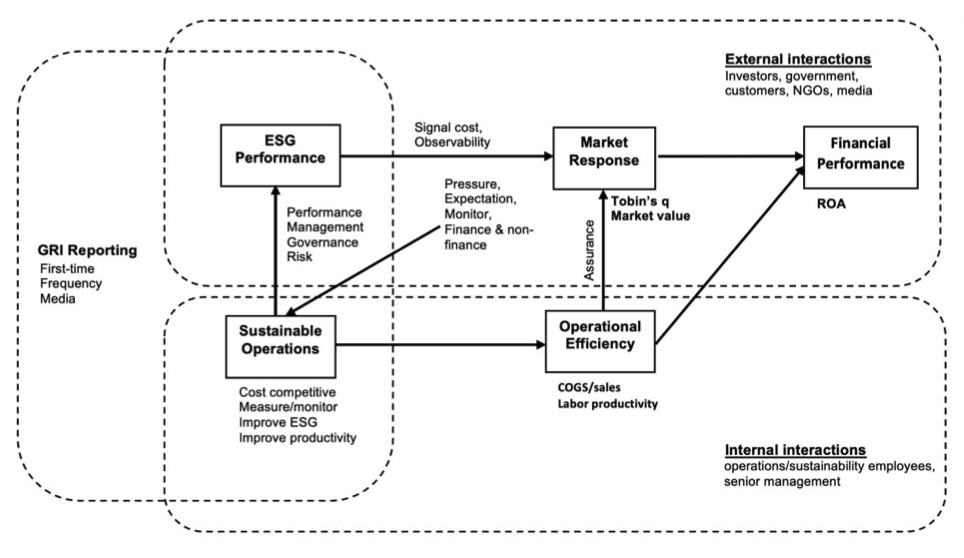 External interactions
Investors, government,
customers, NGOs, media
ESG
Performance
Signal cost,
Observability
Market
Response
Financial
Performance
Tobin's q
Market value
ROA
Pressure,
Expectation,
Monitor,
Finance & non-
finance
Performance
Management
Governance
Risk
Assurance
GRI Reporting
First-time
Frequency
Media
Sustainable
Operations
Operational
Efficiency
Cost competitive
Measure/monitor
Improve ESG
Improve productivity
COGS/sales
Labor productivity
Internal interactions
operations/sustainability employees,
senior management